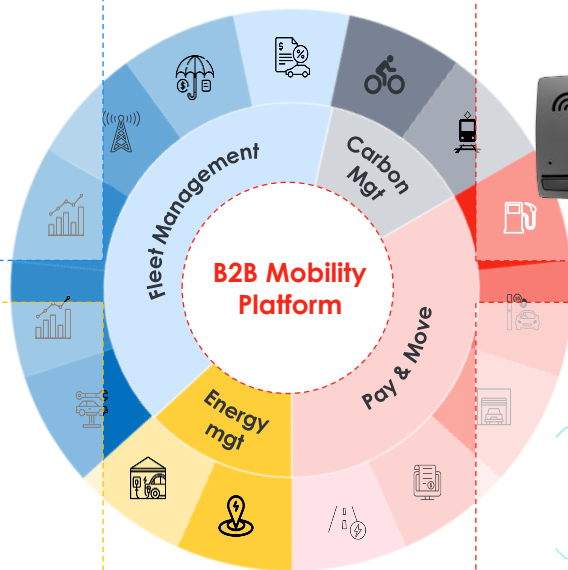 Fleet Management
Carbon
Mgt
B2B Mobility
Platform
Pay & Move
Energy
mgt